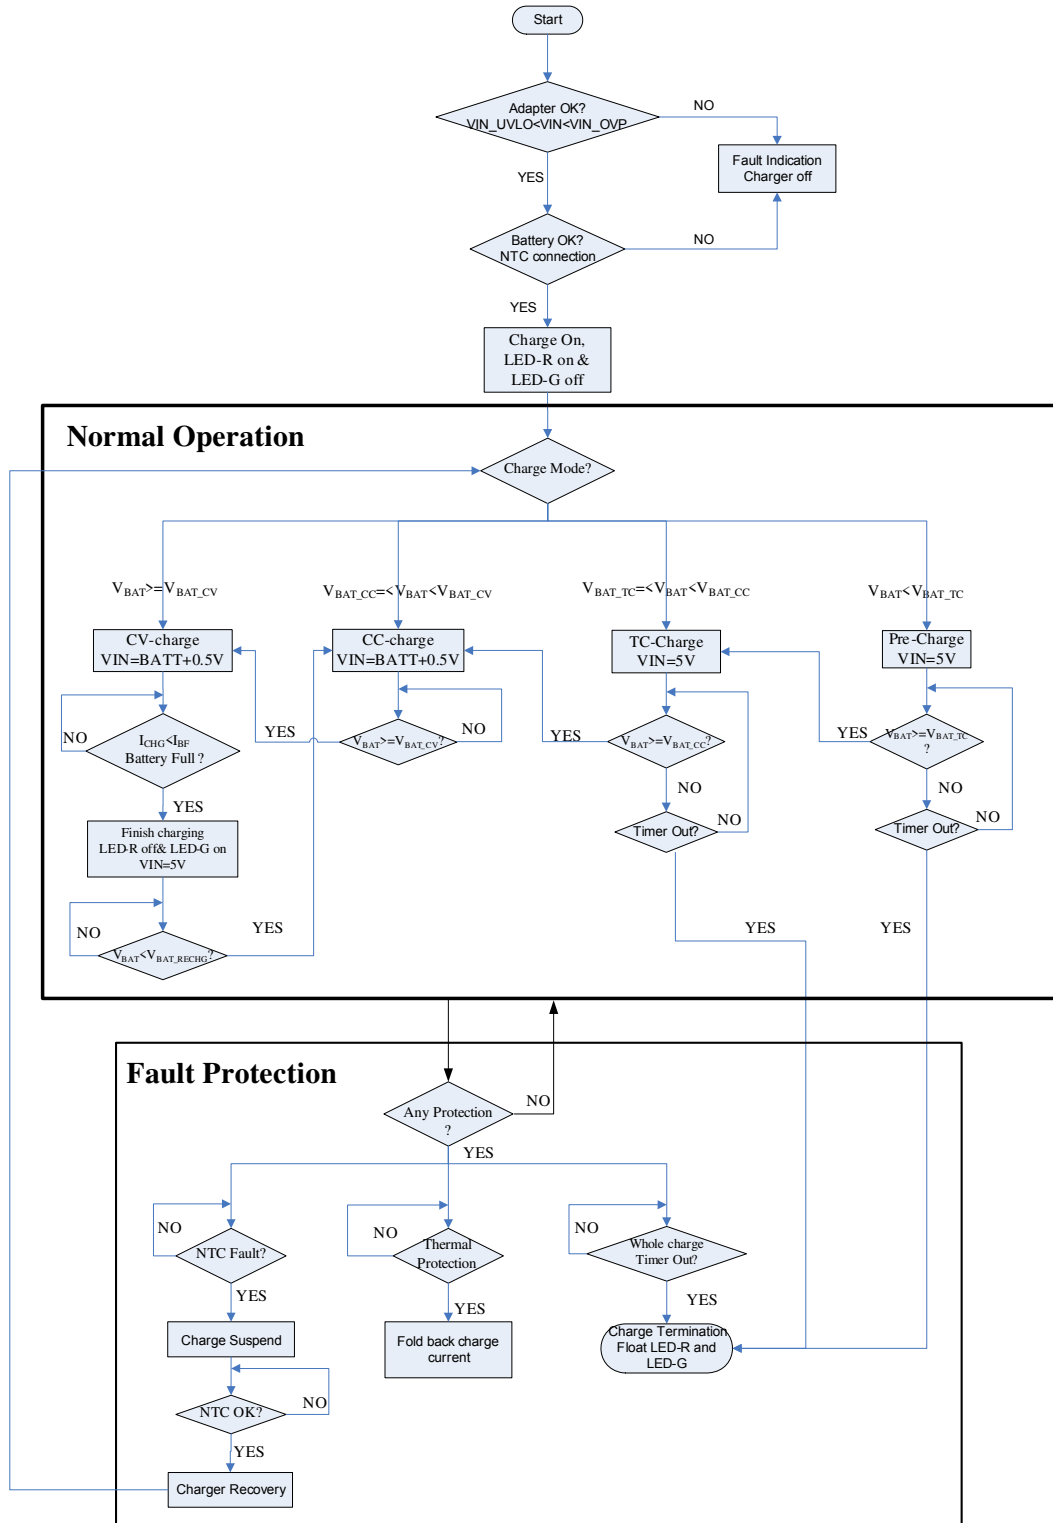 Start
Adapter OK?
VIN_UVLO<VIN<VIN_OVP
NO
Fault Indication
Charger off
YES
Battery OK?
NTC connection
NO
YES
Charge On,
LED-R on &
LED-G off
Normal Operation
Charge Mode?
VBAT>=VBAT_CV
VBAT_CC=<VBAT<VBAT_CV
VBAT_TC=<VBAT<VBAT_CC
VBAT<VBAT_TC
CV-charge
VIN=BATT+0.5V
CC-charge
VIN=BATT+0.5V
TC-Charge
VIN=5V
Pre-Charge
VIN=5V
NO
ICHG<IBF
Battery Full ?
YES
VBAT>=VBAT_CV?
NO
YES
VBAT>=VBAT_CC?
YES
VBAT>=VBAT_TC
?
YES
NO
NO
Finish charging
LED-R off& LED-G on
VIN=5V
Timer Out?
NO
Timer Out?
NO
NO
VBAT<VBAT_RECHG?
YES
YES
YES
Fault Protection
Any Protection
?
NO
YES
NO
NTC Fault?
NO
Thermal
Protection
NO
Whole charge
Timer Out?
YES
YES
YES
Charge Suspend
Fold back charge
current
Charge Termination
Float LED-R and
LED-G
NTC OK?
NO
YES
Charger Recovery